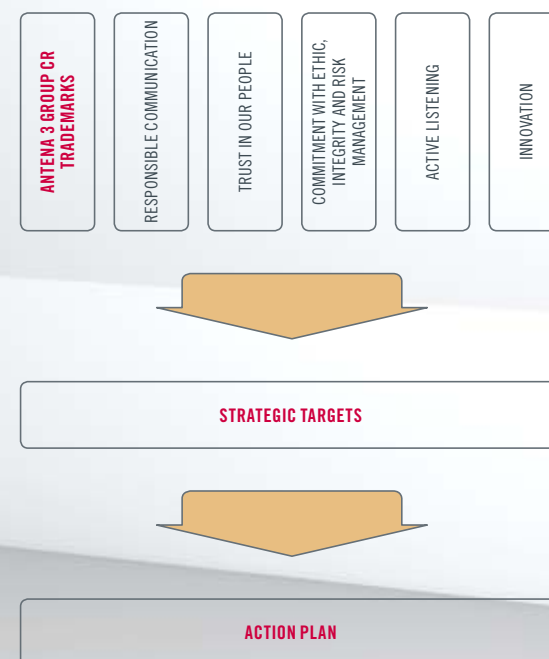 ANTENA 3 GROUP CR
TRADEMARKS
RESPONSIBLE COMMUNICATION
TRUST IN OUR PEOPLE
COMMITMENT WITH ETHIC,
INTEGRITY AND RISK
MANAGEMENT
ACTIVE LISTENING
INNOVATION
STRATEGIC TARGETS
ACTION PLAN